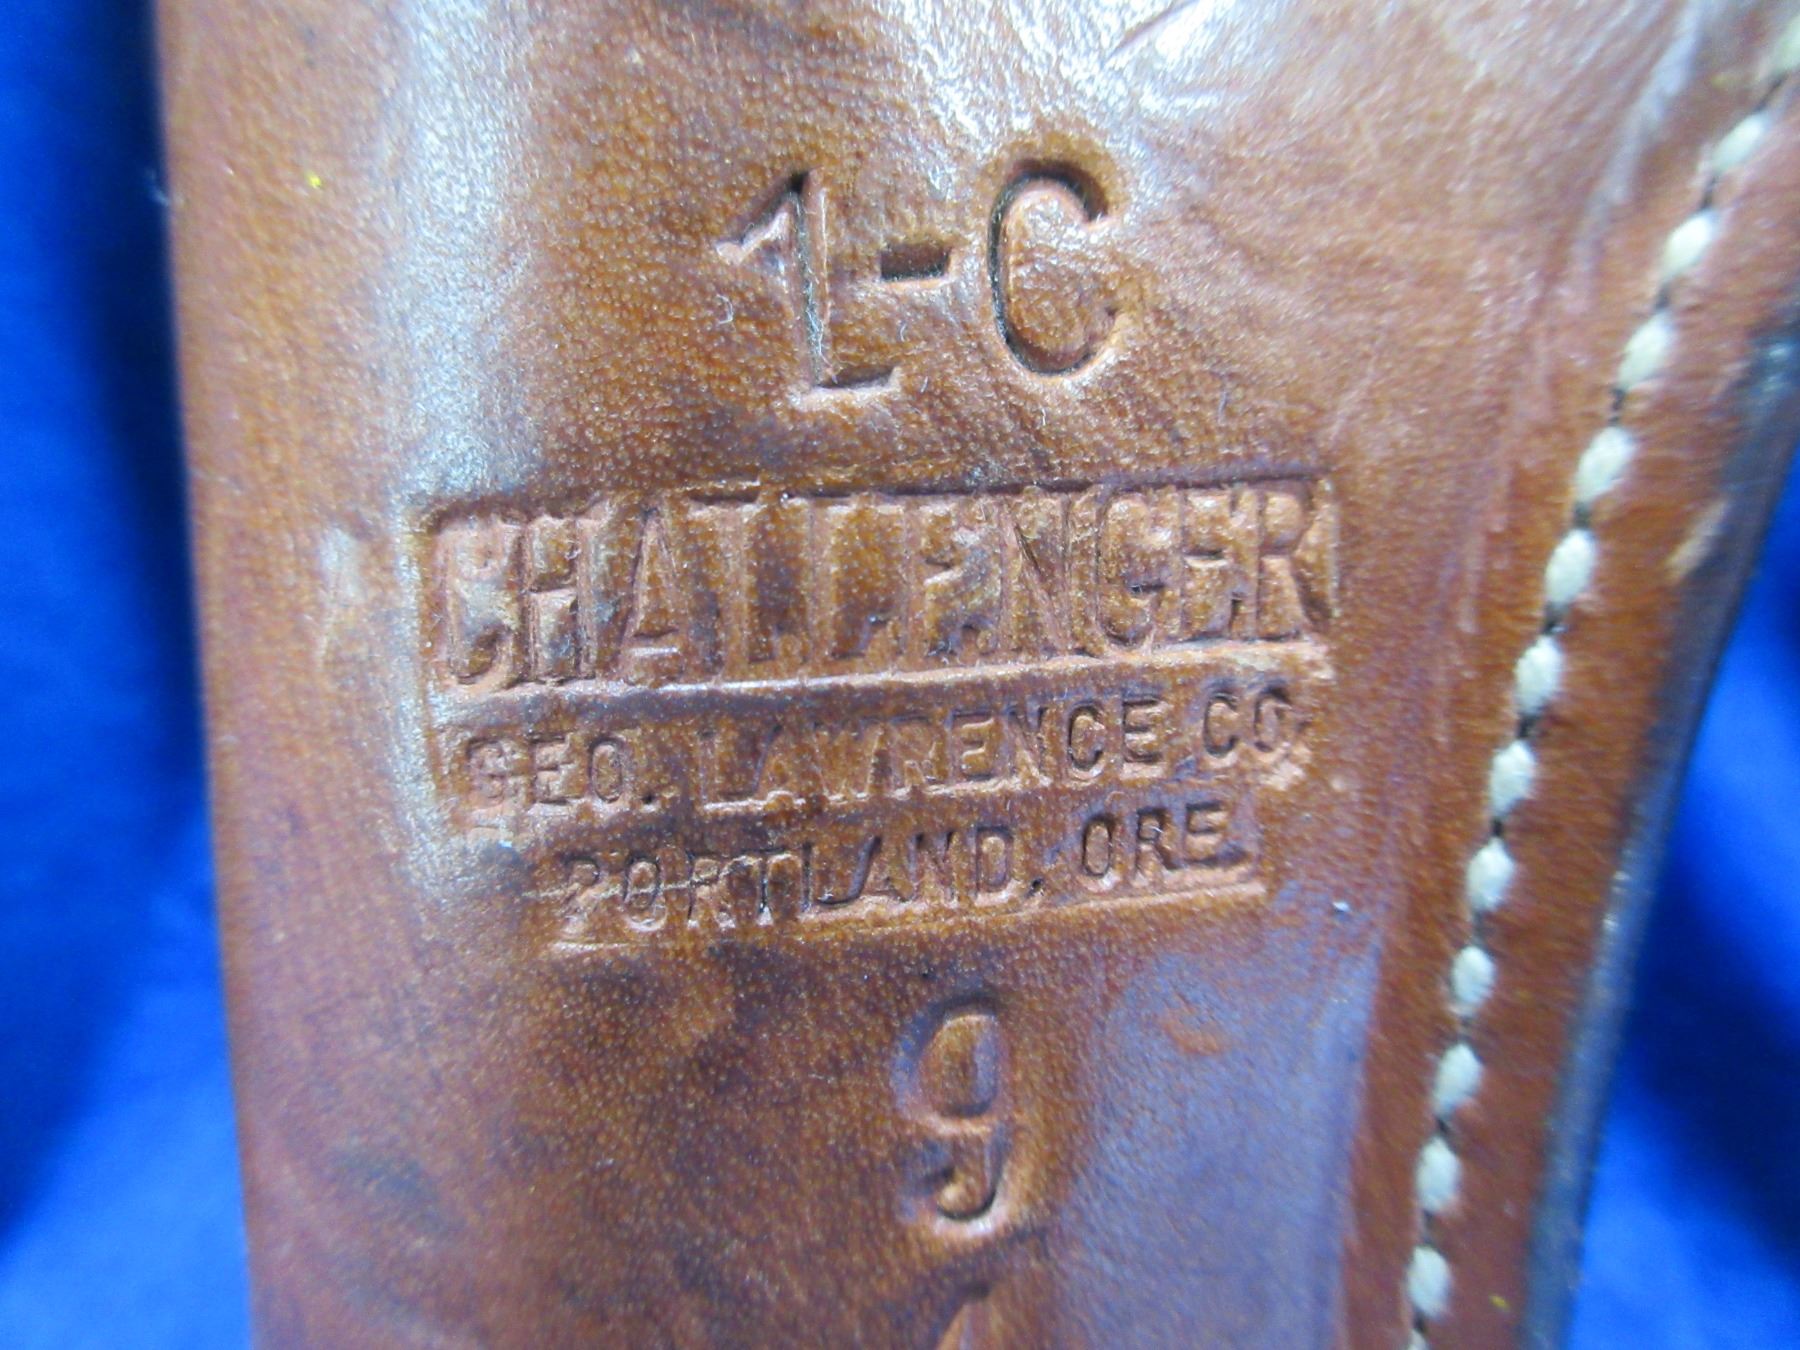 1-C
CHALLENGER
GEO. LAWRENCE CO.
PORTLAND, ORE
9